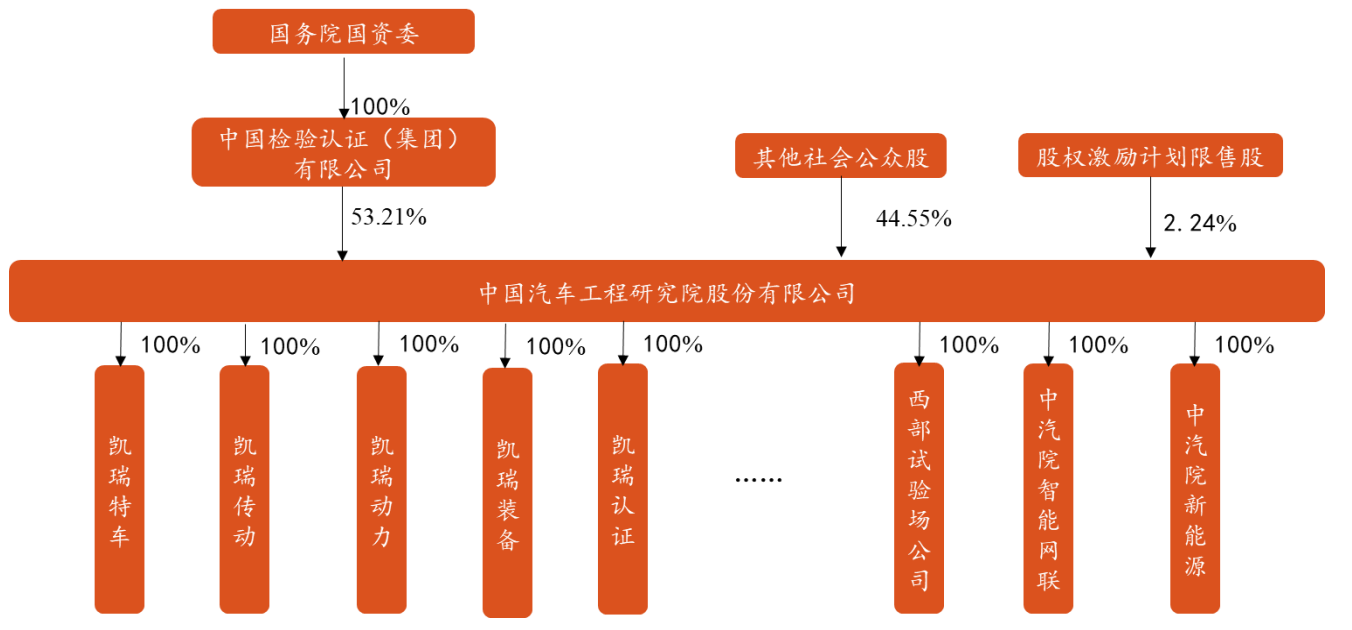 国务院国资委
100%
中国检验认证（集团）
有限公司
其他社会公众股
股权激励计划限售股
53.21%
44.55%
2.24%
中国汽车工程研究院股份有限公司
100%
100%
100%
100%
100%
100%
100%
100%
凯瑞特车
凯瑞传动
凯瑞动力
凯瑞装备
凯瑞认证
……
西部试验场公司
中汽院智能网联
中汽院新能源